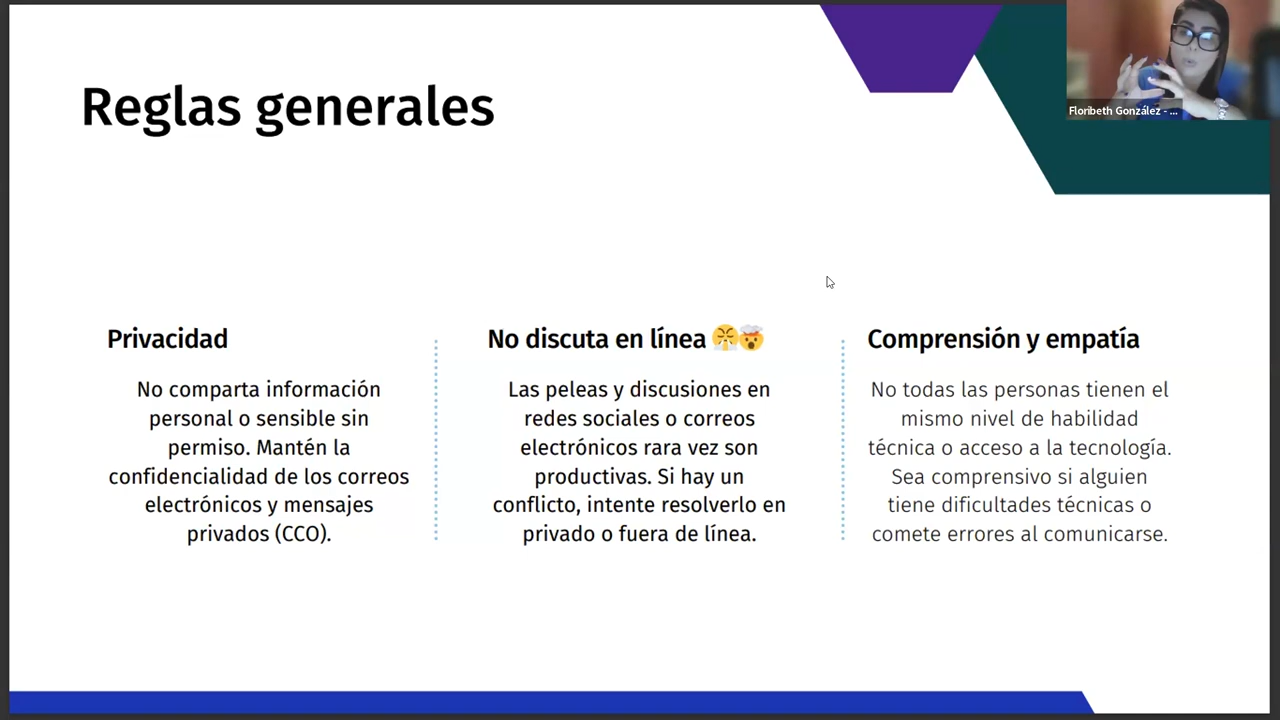 Reglas generales
Floribeth González - ...
Privacidad
No comparta información
personal o sensible sin
permiso. Mantén la
confidencialidad de los correos
electrónicos y mensajes
privados (CCO).
No discuta en línea 😤🤯
Las peleas y discusiones en
redes sociales o correos
electrónicos rara vez son
productivas. Si hay un
conflicto, intente resolverlo en
privado o fuera de línea.
Comprensión y empatía
No todas las personas tienen el
mismo nivel de habilidad
técnica o acceso a la tecnología.
Sea comprensivo si alguien
tiene dificultades técnicas o
comete errores al comunicarse.